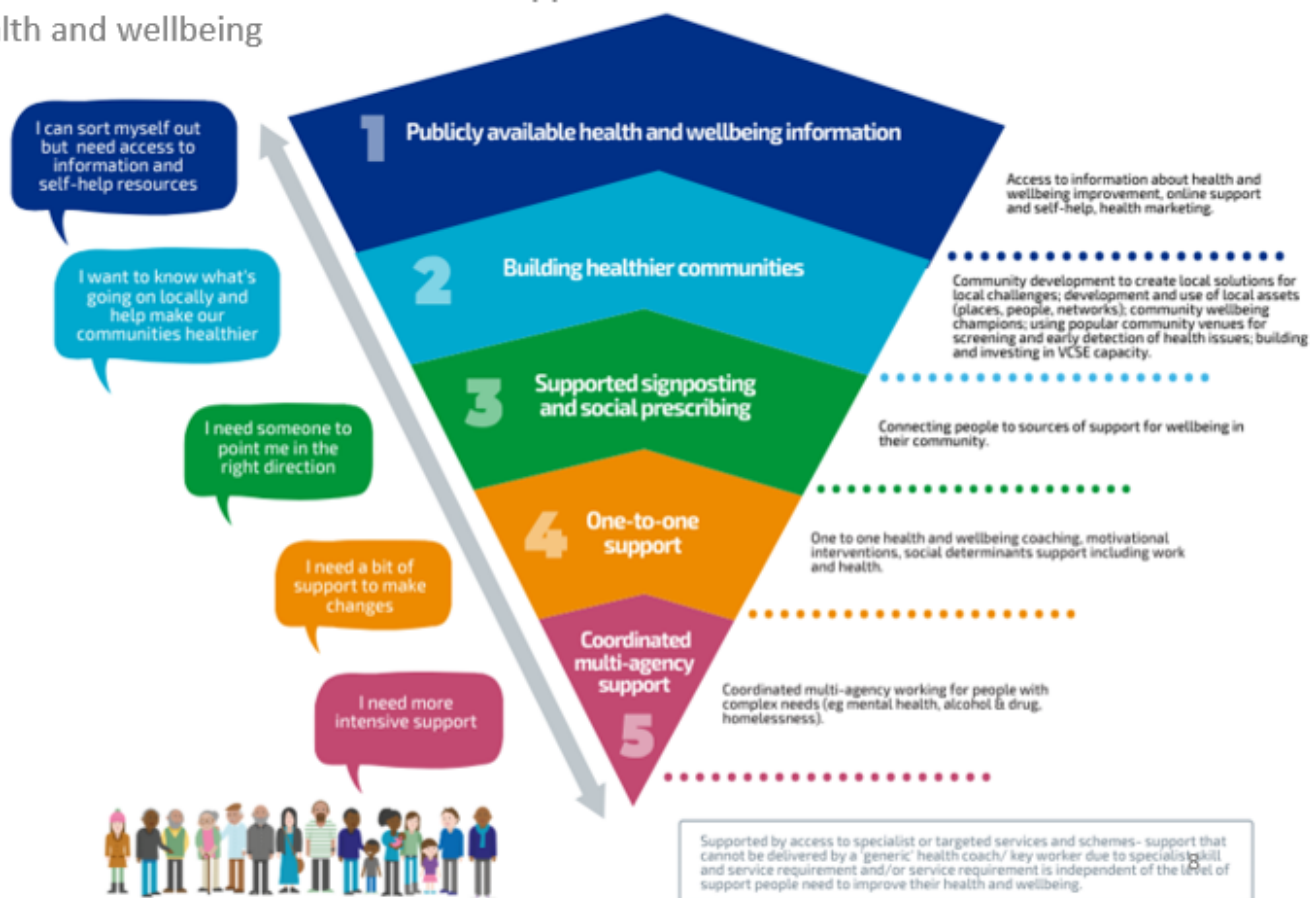 lth and wellbeing
I can sort myself out
but need access to
information and
self-help resources
1
Publicly available health and wellbeing information
Access to information about health and
wellbeing improvement, online support
and self-help, health marketing.
I want to know what's
going on locally and
help make our
communities healthier
2
Building healthier communities
Community development to create local solutions for
local challenges; development and use of local assets
(places, people, networks); community wellbeing
champions; using popular community venues for
screening and early detection of health issues; building
and investing in VCSE capacity.
I need someone to
point me in the
right direction
3
Supported signposting
and social prescribing
Connecting people to sources of support for wellbeing in
their community.
I need a bit of
support to make
changes
4
One-to-one
support
One to one health and wellbeing coaching, motivational
interventions, social determinants support including work
and health.
I need more
intensive support
Coordinated
multi-agency
support
5
Coordinated multi-agency working for people with
complex needs (eg mental health, alcohol & drug,
homelessness).
Supported by access to specialist or targeted services and schemes- support that
cannot be delivered by a 'generic' health coach/ key worker due to specialist skill
and service requirement and/or service requirement is independent of the level of
support people need to improve their health and wellbeing.
8